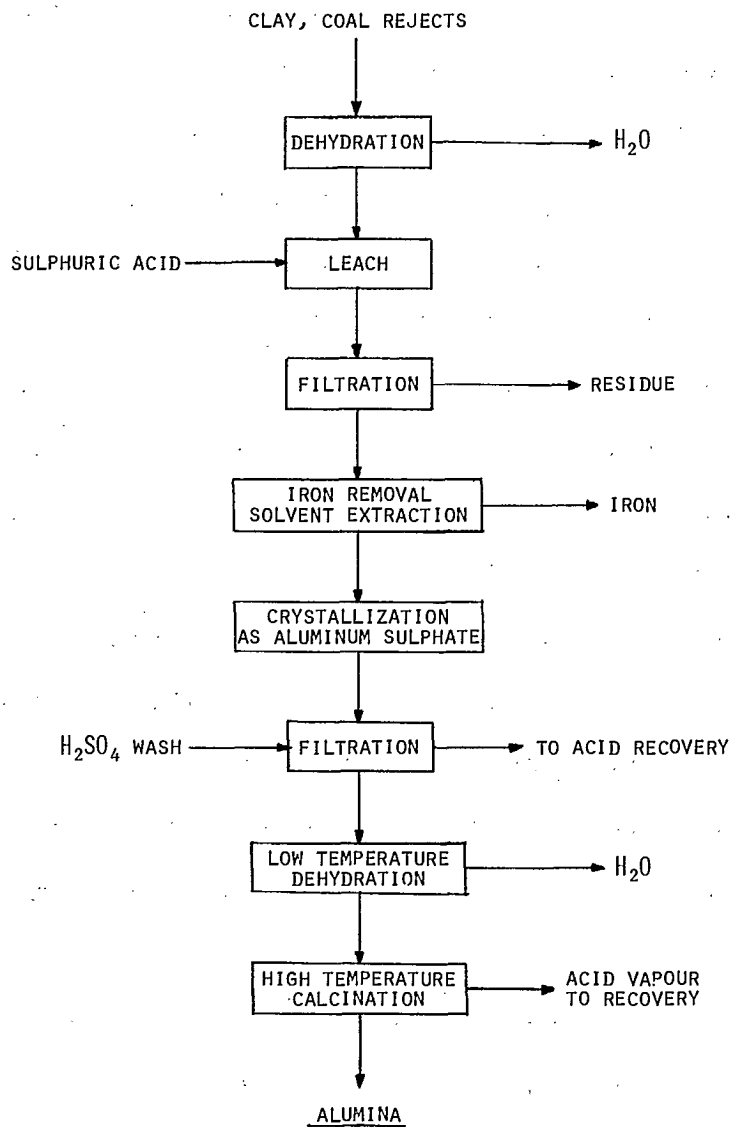 CLAY, COAL REJECTS
DEHYDRATION
H₂O
SULPHURIC ACID
LEACH
FILTRATION
RESIDUE
IRON REMOVAL
SOLVENT EXTRACTION
IRON
CRYSTALLIZATION
AS ALUMINUM SULPHATE
H₂SO₄ WASH
FILTRATION
TO ACID RECOVERY
LOW TEMPERATURE
DEHYDRATION
H₂O
HIGH TEMPERATURE
CALCINATION
ACID VAPOUR
TO RECOVERY
ALUMINA